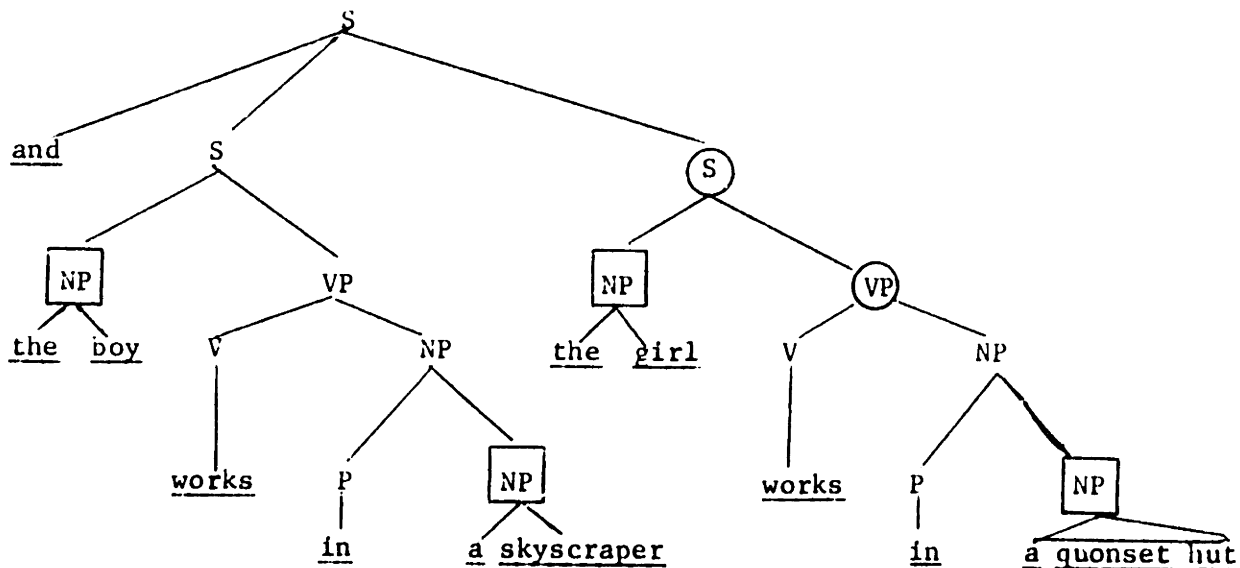 S
and S S
NP VP NP VP
the boy V NP the girl V NP
works P NP works P NP
in a skyscraper in a quonset hut